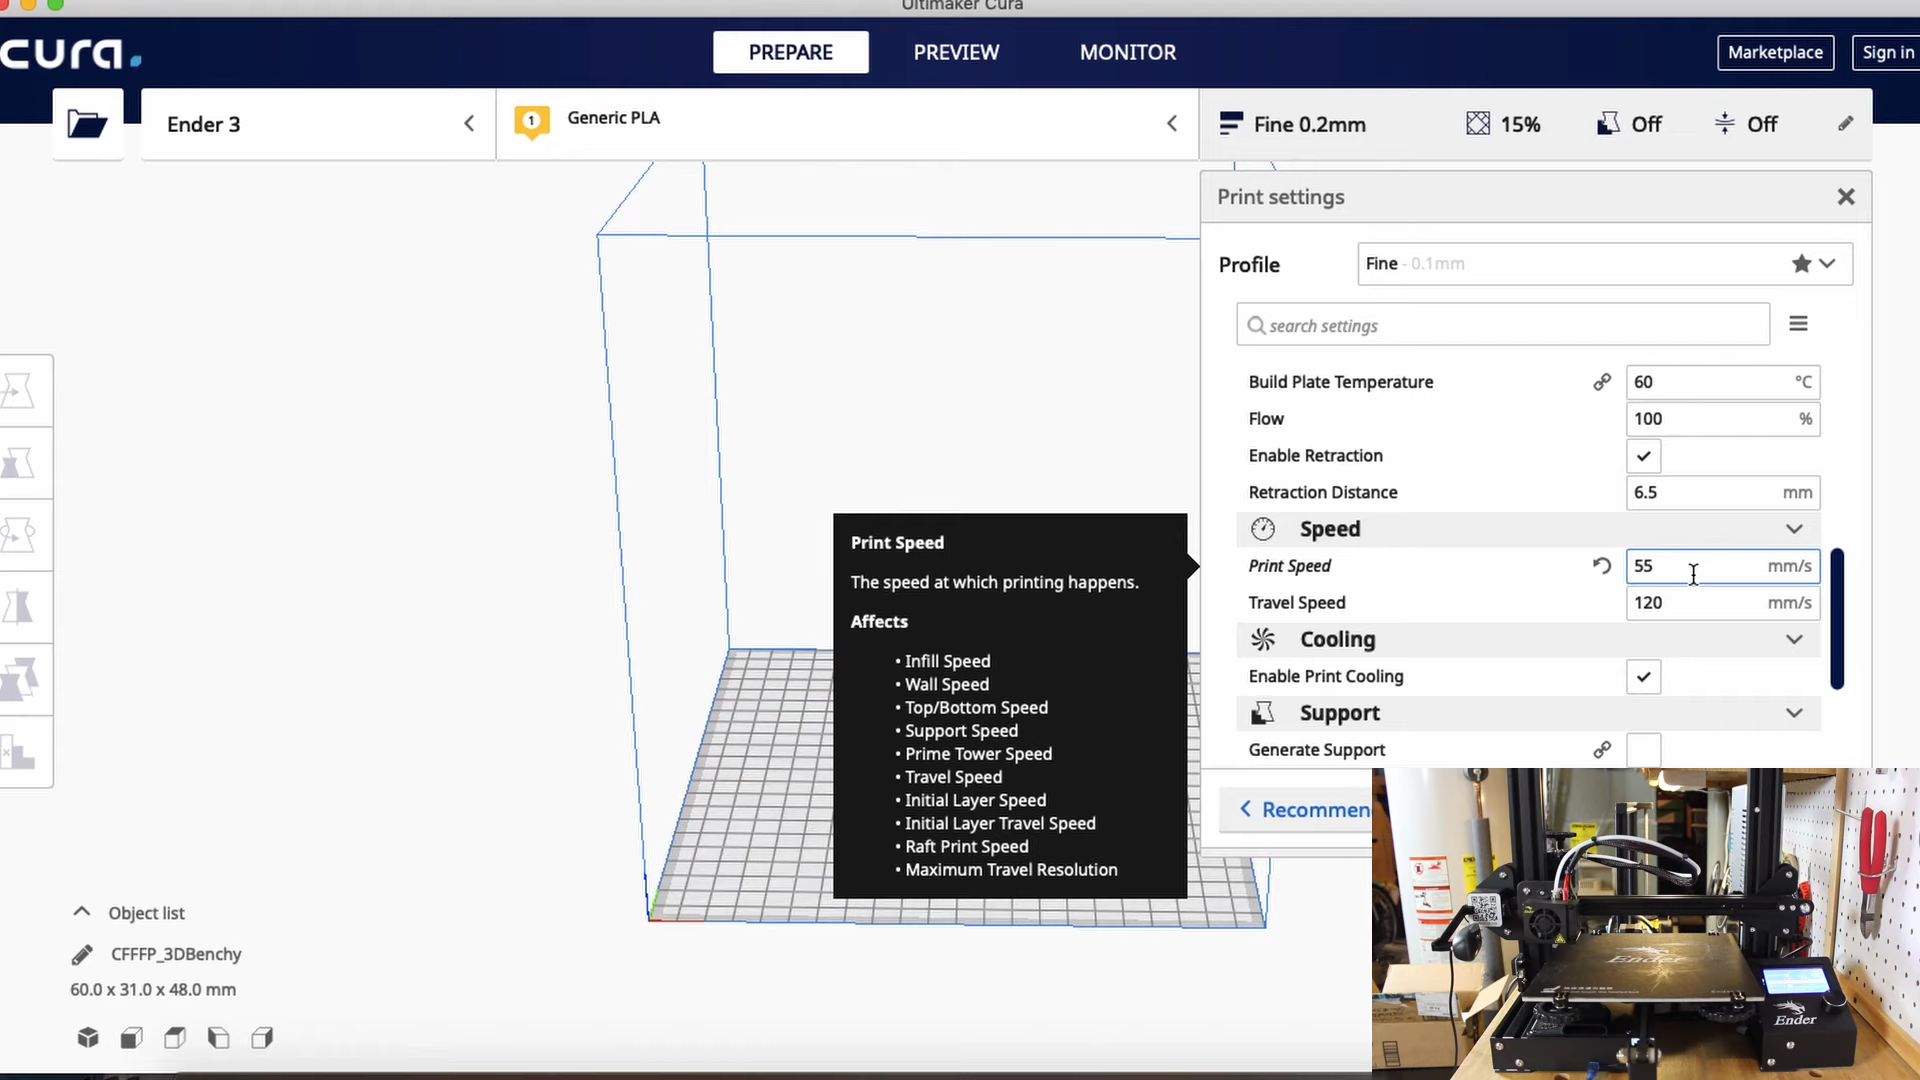 Ultimaker Cura
cura.
PREPARE
PREVIEW
MONITOR
Marketplace
Sign in
Ender 3
1
Generic PLA
Fine 0.2mm
15%
Off
Off
Print settings
Profile
Fine - 0.1mm
search settings
Build Plate Temperature
60 °C
Flow
100 %
Enable Retraction
Retraction Distance
6.5 mm
Speed
Print Speed
55 mm/s
Travel Speed
120 mm/s
Cooling
Enable Print Cooling
Support
Generate Support
Recommen
Print Speed
The speed at which printing happens.
Affects
• Infill Speed
• Wall Speed
• Top/Bottom Speed
• Support Speed
• Prime Tower Speed
• Travel Speed
• Initial Layer Speed
• Initial Layer Travel Speed
• Raft Print Speed
• Maximum Travel Resolution
Object list
CFFFP_3DBenchy
60.0 x 31.0 x 48.0 mm
Ender
Ender